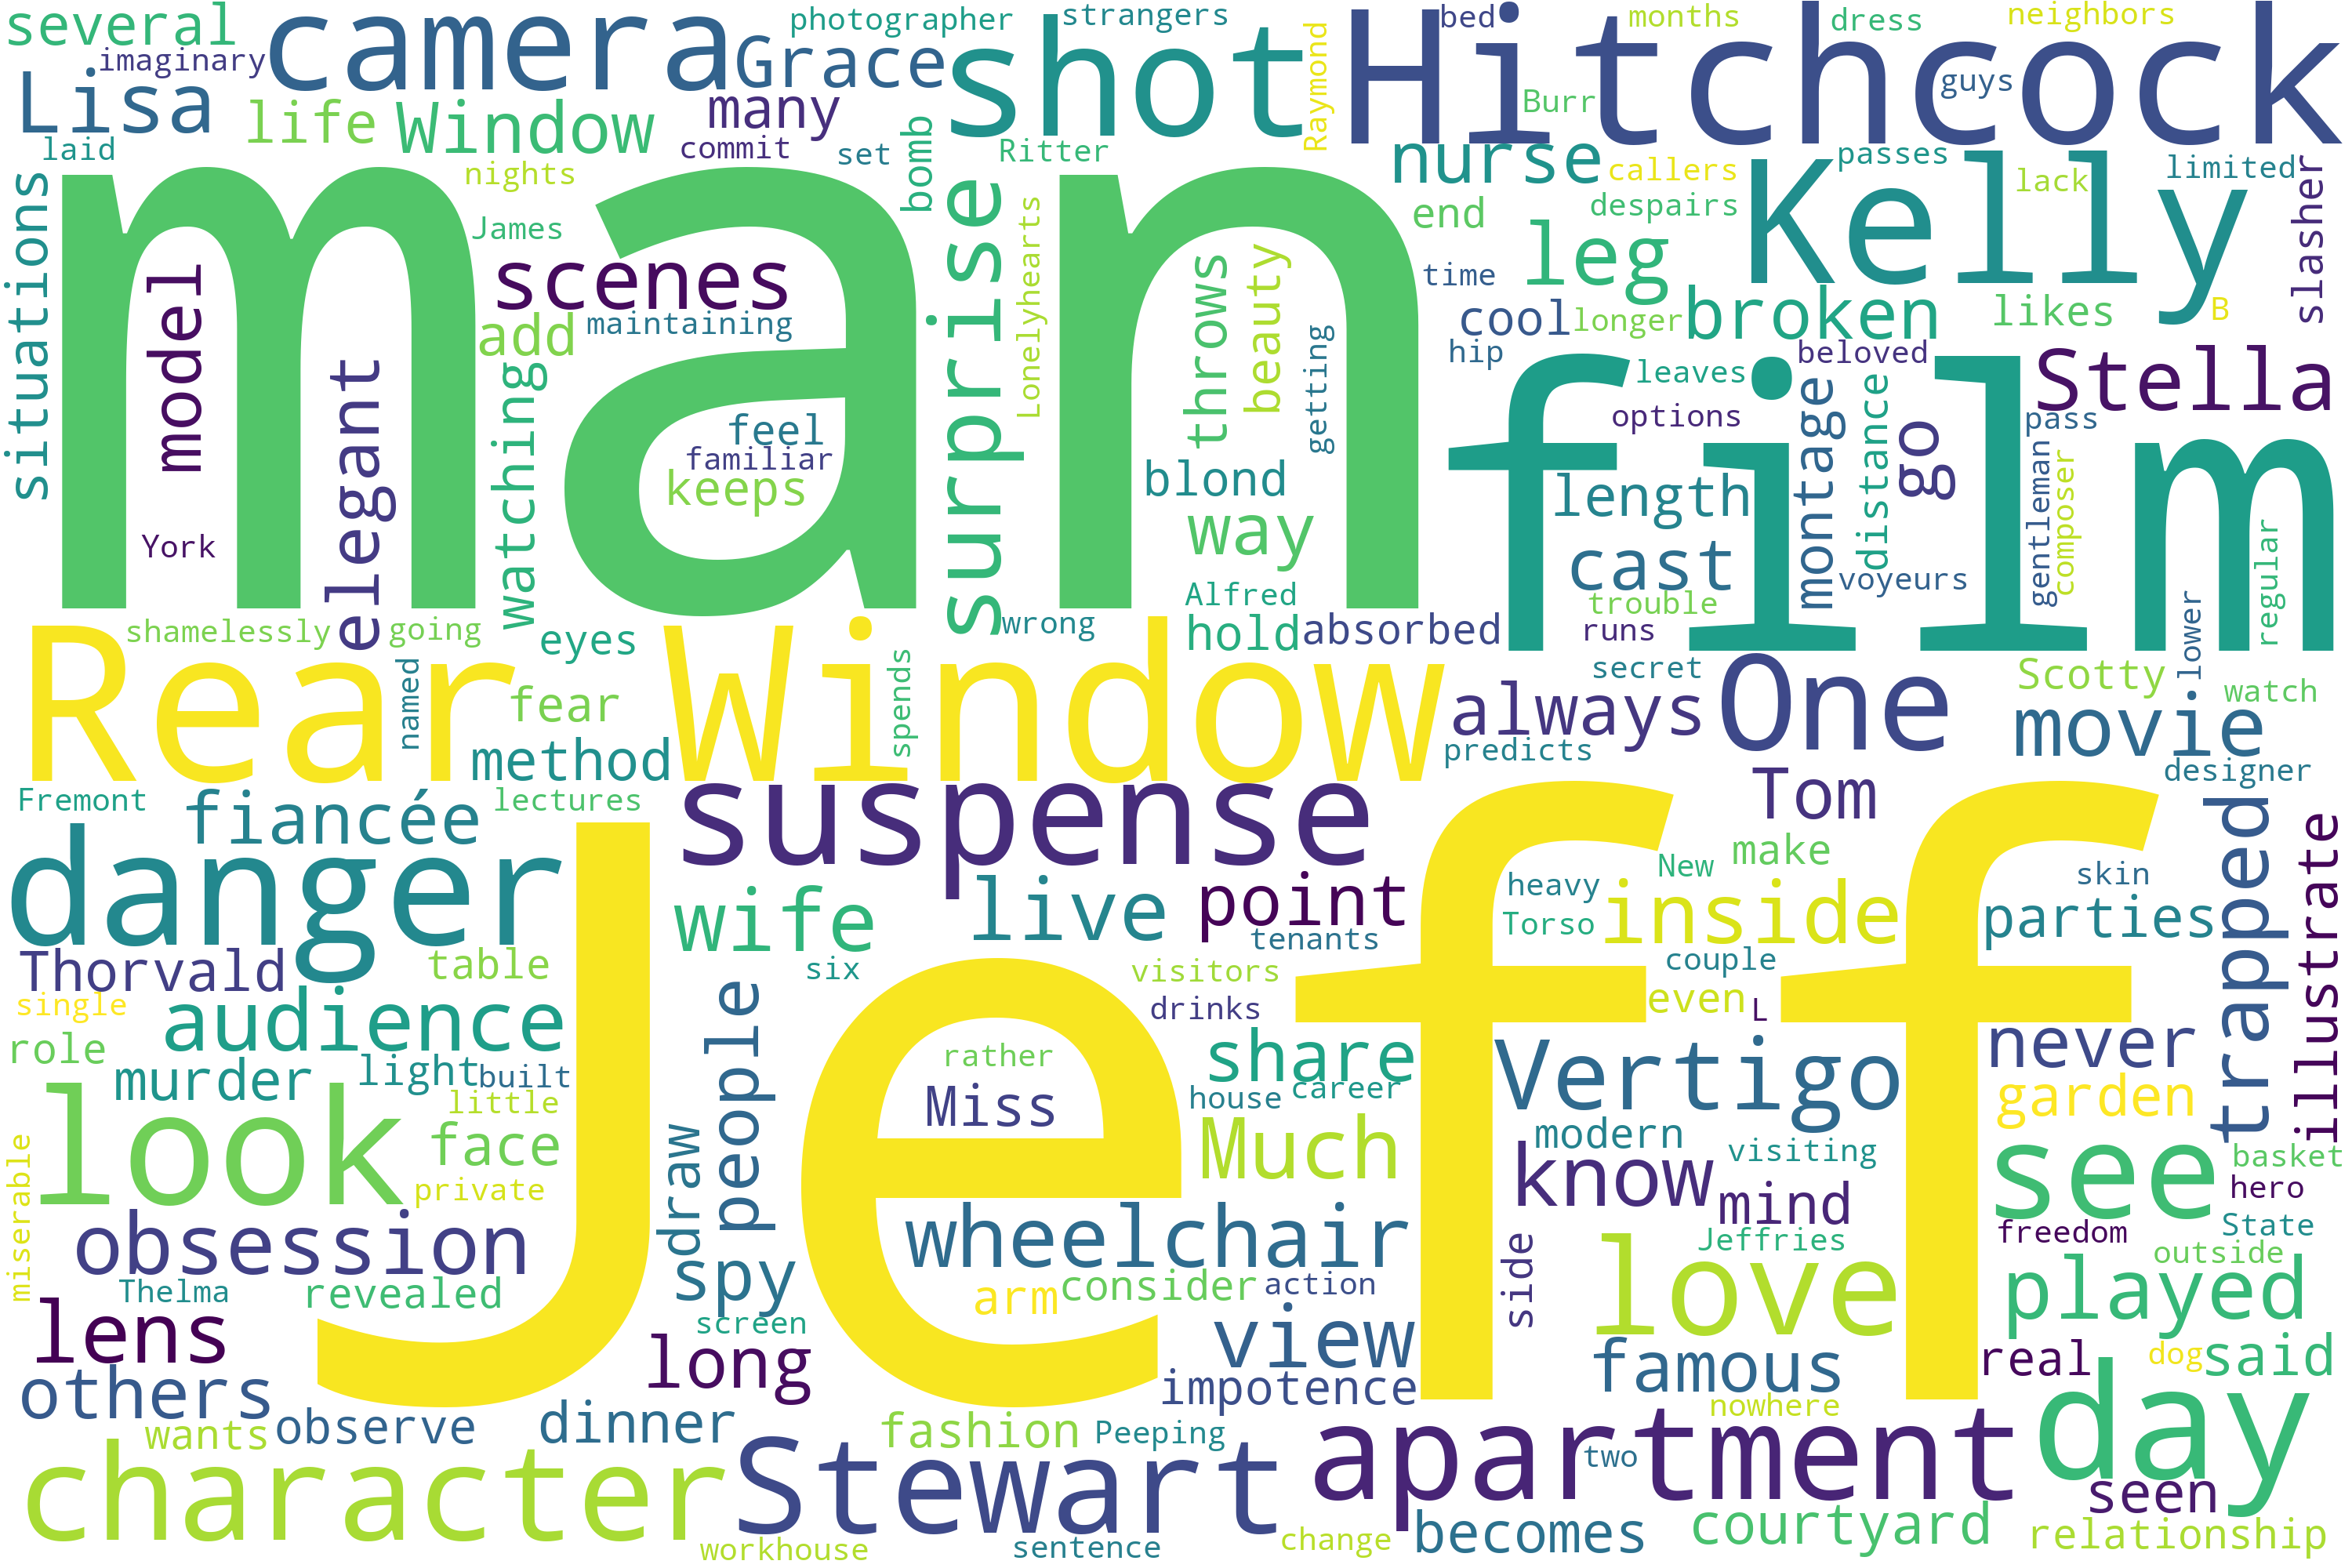 several
imaginary
camera
photographer
strangers
Grace
shot
Hitchcock
bed
months
dress
neighbors
guys
Lisa
life
Window
many
commit
set
bomb
Ritter
Raymond
Burr
laid
nights
nurse
callers
Kelly
passes
lack
limited
slasher
situations
man
James
surprise
Lonelyhearts
end
despairs
leg
model
scenes
add
maintaining
throws
beauty
time
cool
longer
broken
likes
B
hip
beloved
Stella
elegant
watching
feel
familiar
keeps
getting
leaves
options
film
montage
distance
go
pass
gentleman
composer
blond
way
length
cast
voyeurs
regular
York
Alfred
trouble
shamelessly
going
eyes
wrong
hold
absorbed
runs
lower
Rear Window
named
fear
spends
secret
always
One
Scotty
watch
movie
method
predicts
designer
Fremont
fiancée
lectures
suspense
Tom
trapped
illustrate
danger
Jeff
wife
live
point
heavy
New
make
skin
Torso
inside
parties
Thorvald
table
six
tenants
visitors
couple
single
audience
people
drinks
even
L
role
murder
light
built
rather
share
Vertigo
never
look
little
Miss
house
career
garden
miserable
face
draw
Much
modern
visiting
see
basket
private
know
mind
hero
obsession
spy
wheelchair
side
Jeffries
freedom
State
outside
Thelma
revealed
arm
consider
action
love
played
lens
screen
long
view
famous
real
dog
said
others
impotence
day
wants
observe
dinner
fashion
Peeping
nowhere
character
Stewart
apartment
two
seen
workhouse
sentence
change
becomes
courtyard
relationship